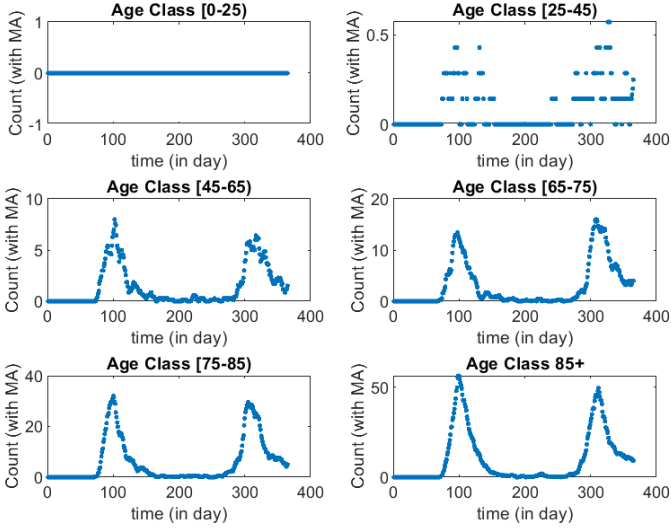 Age Class [0-25)
Count (with MA)
1
0
-1
0 100 200 300 400
time (in day)
Age Class [25-45)
Count (with MA)
0.5
0
0 100 200 300 400
time (in day)
Age Class [45-65)
Count (with MA)
10
5
0
0 100 200 300 400
time (in day)
Age Class [65-75)
Count (with MA)
20
10
0
0 100 200 300 400
time (in day)
Age Class [75-85)
Count (with MA)
40
20
0
0 100 200 300 400
time (in day)
Age Class 85+
Count (with MA)
50
0
0 100 200 300 400
time (in day)